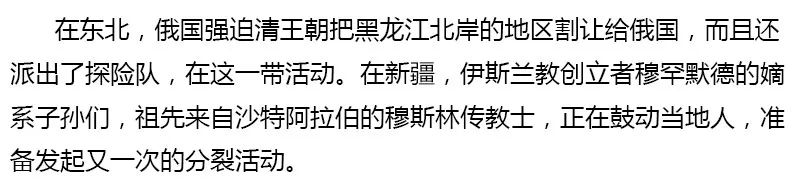 在东北，俄国强迫清王朝把黑龙江北岸的地区割让给俄国，而且还
派出了探险队，在这一带活动。在新疆，伊斯兰教创立者穆罕默德的嫡
系子孙们，祖先来自沙特阿拉伯的穆斯林传教士，正在鼓动当地人，准
备发起又一次的分裂活动。